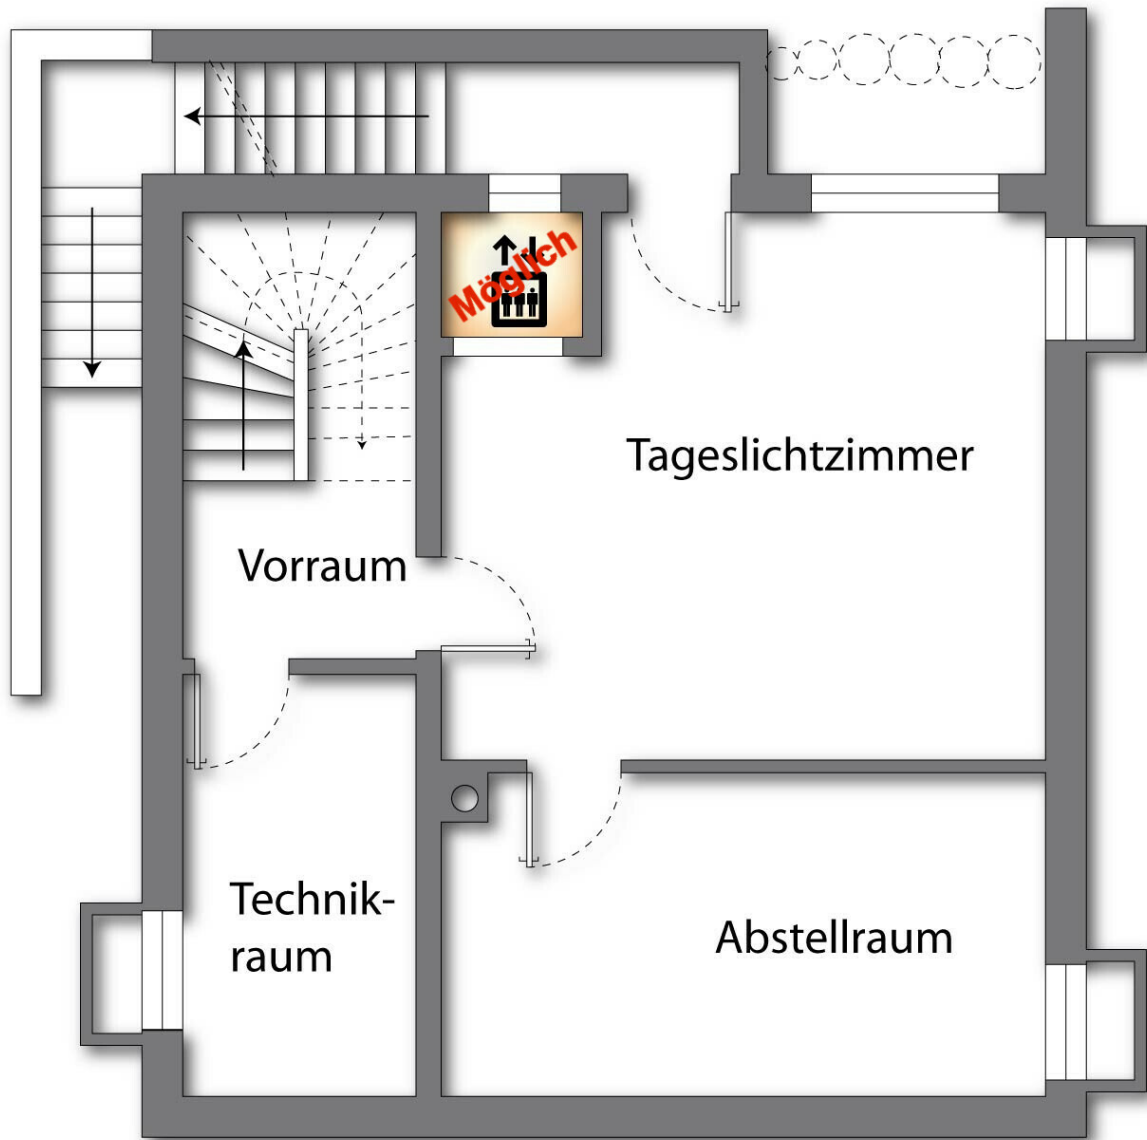 Möglich
Tageslichtzimmer
Vorraum
Technik-
raum
Abstellraum